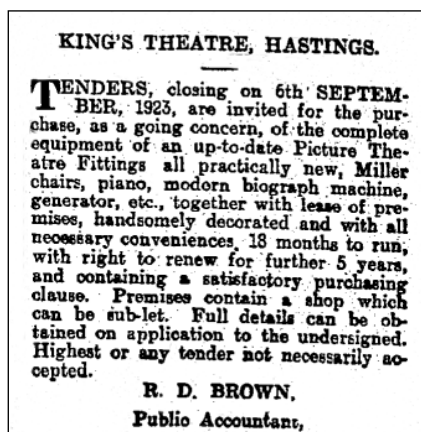 KING'S THEATRE, HASTINGS.
TENDERS, closing on 6th SEPTEM-
BER, 1923, are invited for the pur-
chase, as a going concern, of the complete
equipment of an up-to-date Picture The-
atre Fittings all practically new, Miller
chairs, piano, modern biograph machine,
generator, etc., together with lease of pre-
mises, handsomely decorated and with all
necessary conveniences, 13 months to run,
with right to renew for further 5 years,
and containing a satisfactory purchasing
clause. Premises contain a shop which
can be sub-let. Full details can be ob-
tained on application to the undersigned.
Highest or any tender not necessarily ac-
cepted.
R. D. BROWN,
Public Accountant,